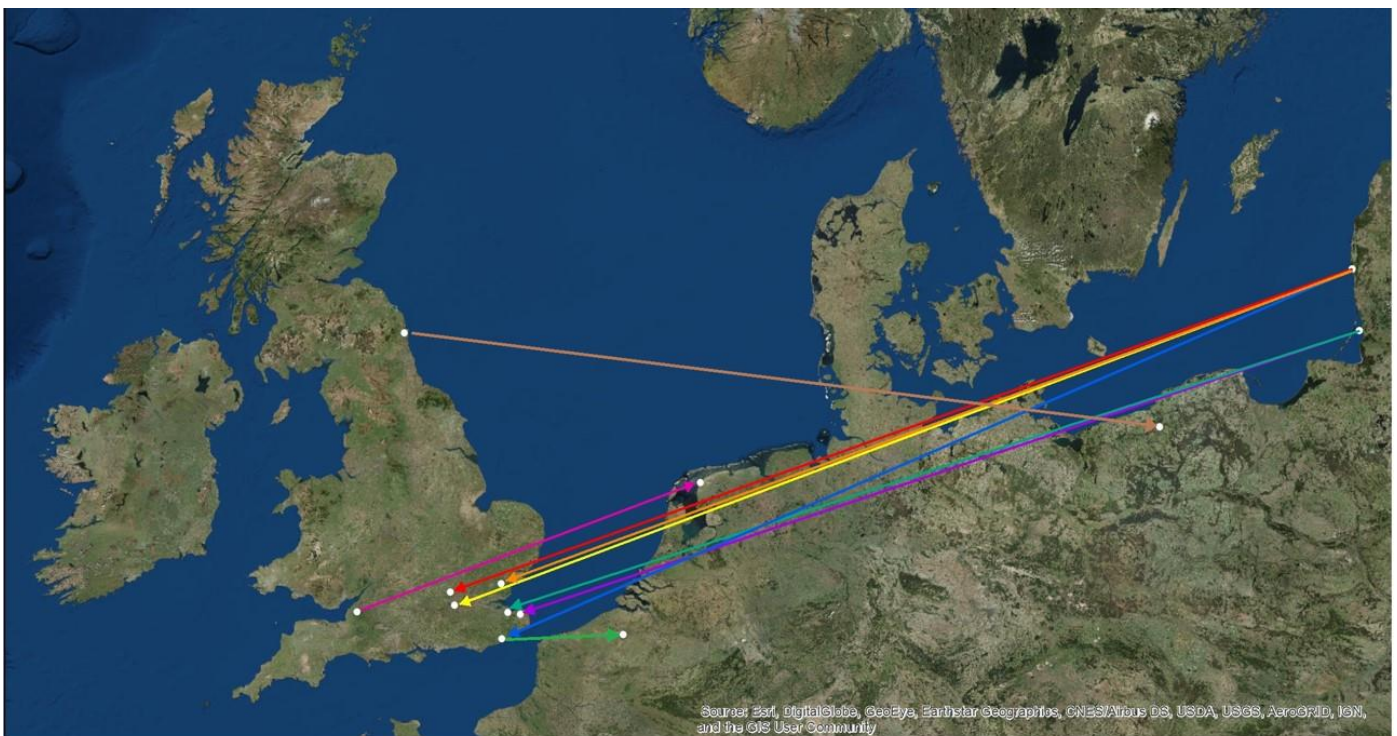 Source: Esri, DigitalGlobe, GeoEye, Earthstar Geographics, CNES/Airbus DS, USDA, USGS, AeroGRID, IGN,
and the GIS User Community